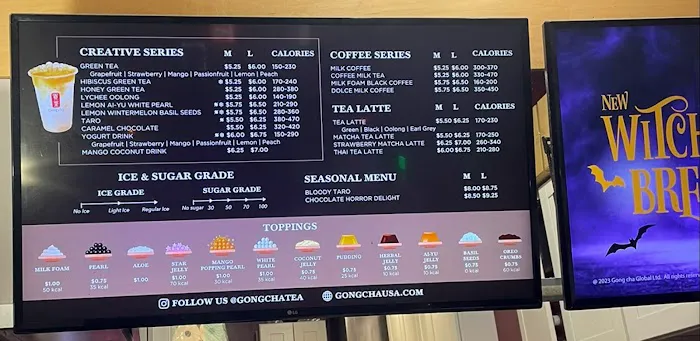 CREATIVE SERIES M L CALORIES
GREEN TEA $5.25 $6.00 150-230
Grapefruit | Strawberry | Mango | Passionfruit | Lemon | Peach
HIBISCUS GREEN TEA $5.25 $6.00 170-240
HONEY GREEN TEA $5.25 $6.00 280-380
LYCHEE OOLONG $5.25 $6.00 140-190
LEMON AI-YU WHITE PEARL $5.75 $6.50 210-290
LEMON WINTERMELON BASIL SEEDS $5.75 $6.50 280-360
TARO $5.50 $6.25 380-470
CARAMEL CHOCOLATE $5.50 $6.25 320-420
YOGURT DRINK $6.00 $6.75 150-290
Grapefruit | Strawberry | Mango | Passionfruit | Lemon | Peach
MANGO COCONUT DRINK $6.25 $7.00
COFFEE SERIES M L CALORIES
MILK COFFEE $5.25 $6.00 300-370
COFFEE MILK TEA $5.25 $6.00 330-470
MILK FOAM BLACK COFFEE $5.75 $6.50 160-200
DOLCE MILK COFFEE $5.75 $6.50 350-450
TEA LATTE M L CALORIES
TEA LATTE $5.50 $6.25 170-230
Green | Black | Oolong | Earl Grey
MATCHA TEA LATTE $5.50 $6.25 170-250
STRAWBERRY MATCHA LATTE $6.25 $7.00 260-340
THAI TEA LATTE $6.00 $6.75 210-280
ICE & SUGAR GRADE
ICE GRADE
No Ice Light Ice Regular Ice
SUGAR GRADE
No sugar 30 50 70 100
SEASONAL MENU M L
BLOODY TARO $8.00 $8.75
CHOCOLATE HORROR DELIGHT $8.50 $9.25
TOPPINGS
MILK FOAM
$1.00
50 kcal
PEARL
$0.75
ALOE
$1.00
STAR JELLY
$1.00
70 kcal
MANGO POPPING PEARL
$1.00
WHITE PEARL
$1.00
COCONUT JELLY
$0.75
PUDDING
$0.75
HERBAL JELLY
$0.75
10 kcal
AI-YU JELLY
$0.75
10 kcal
BASIL SEEDS
$0.75
OREO CRUMBS
$0.75
FOLLOW US @GONGCHATEA GONGCHAUSA.COM
LG
NEW
WITCH
BRE
© 2023 Gong cha Global Ltd. All rights